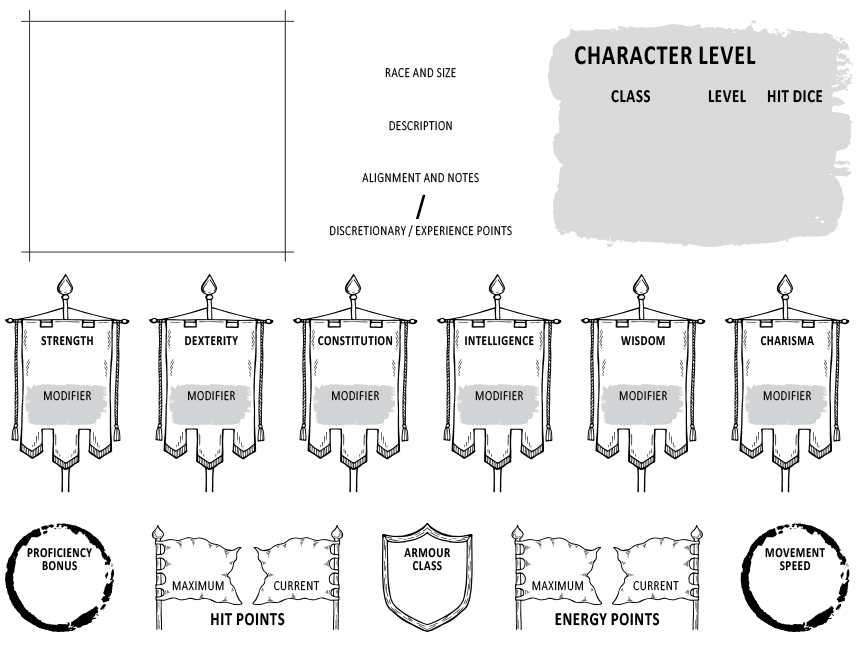 RACE AND SIZE
DESCRIPTION
ALIGNMENT AND NOTES
/
DISCRETIONARY / EXPERIENCE POINTS
CHARACTER LEVEL
CLASS LEVEL HIT DICE
STRENGTH DEXTERITY CONSTITUTION INTELLIGENCE WISDOM CHARISMA
MODIFIER MODIFIER MODIFIER MODIFIER MODIFIER MODIFIER
PROFICIENCY
BONUS
MAXIMUM CURRENT
HIT POINTS
ARMOUR
CLASS
MAXIMUM CURRENT
ENERGY POINTS
MOVEMENT
SPEED